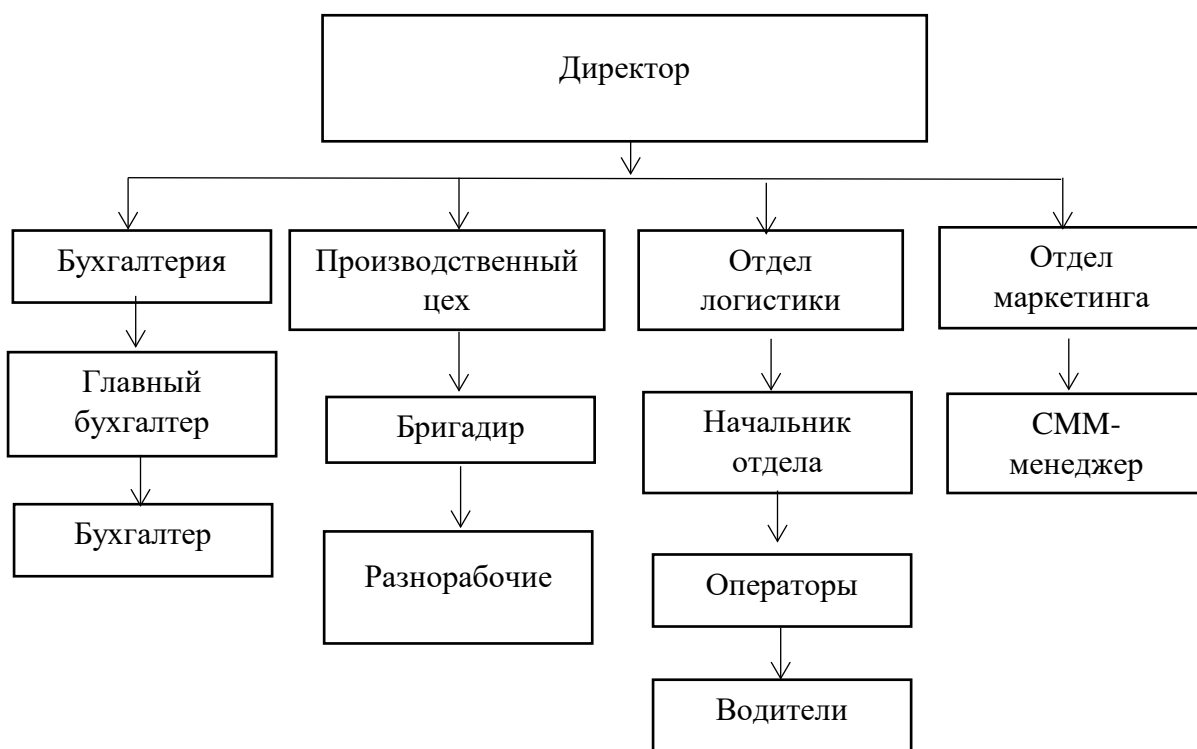 Директор
Бухгалтерия
Производственный
цех
Отдел
логистики
Отдел
маркетинга
Главный
бухгалтер
Бригадир
Начальник
отдела
СММ-
менеджер
Бухгалтер
Разнорабочие
Операторы
Водители